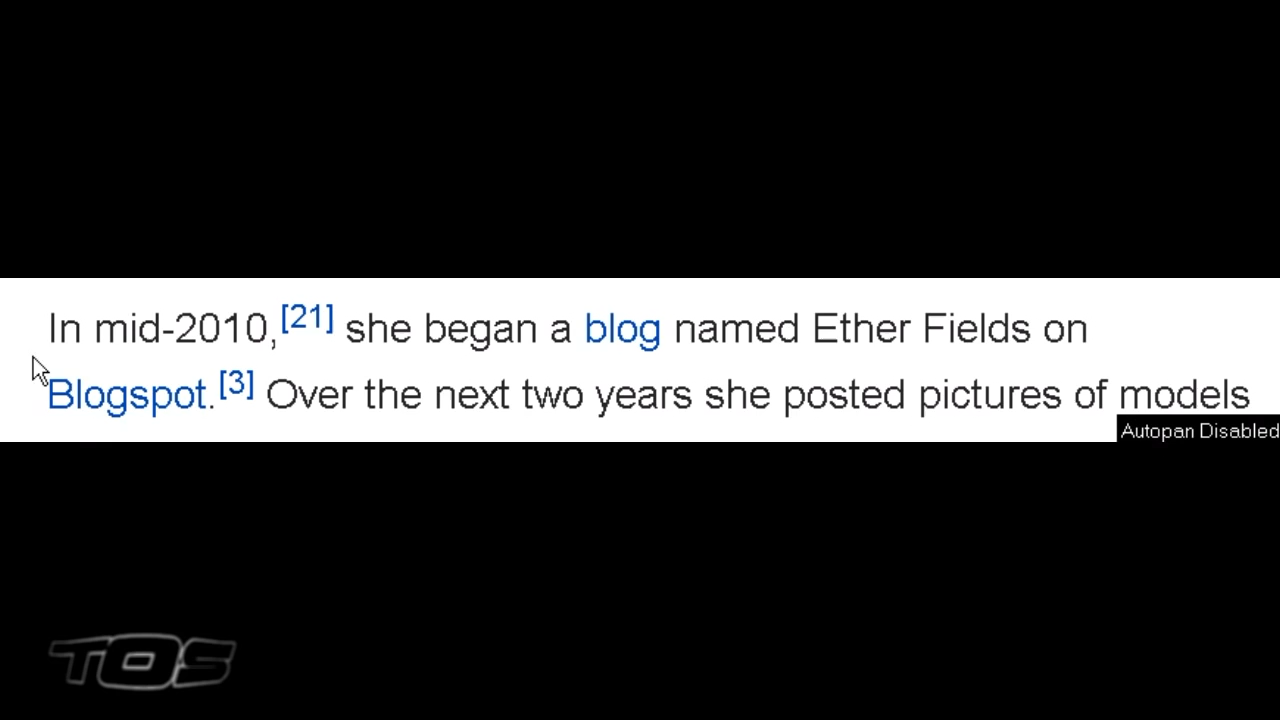 In mid-2010,[21] she began a blog named Ether Fields on
Blogspot.[3] Over the next two years she posted pictures of models
Autopan Disabled
TOS